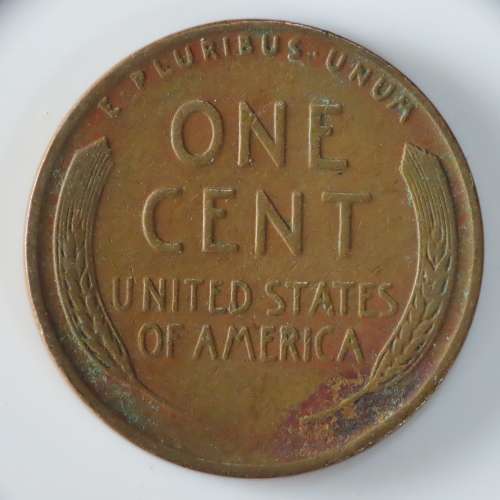 E·PLURIBUS·UNUM
ONE
CENT
UNITED STATES
OF AMERICA